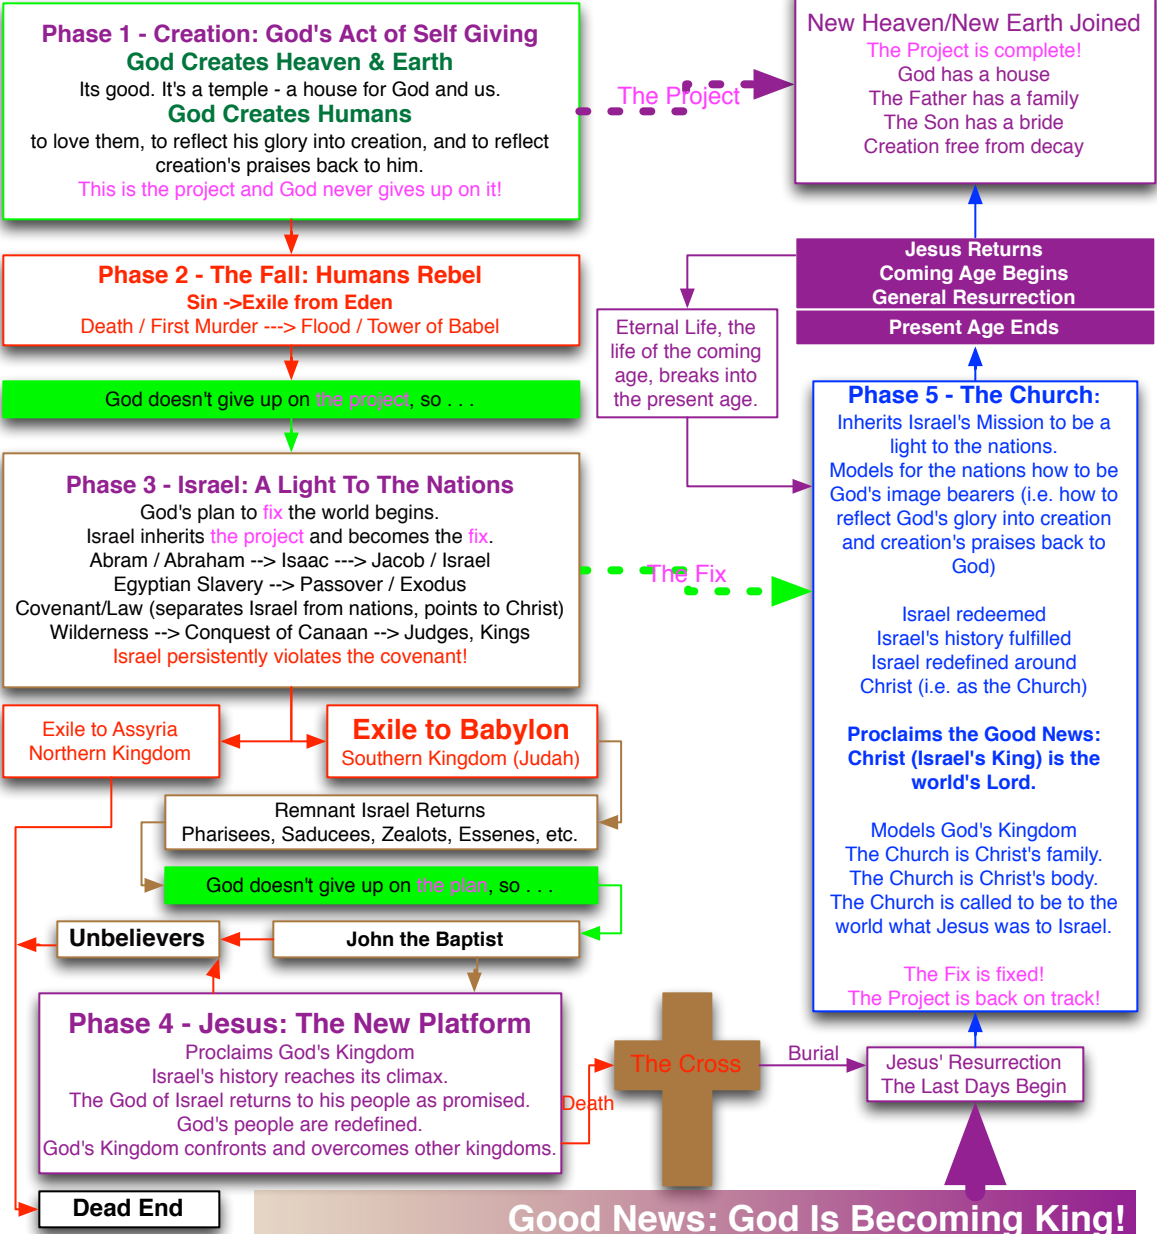 Phase 1 - Creation: God's Act of Self Giving
God Creates Heaven & Earth
Its good. It's a temple - a house for God and us.
God Creates Humans
to love them, to reflect his glory into creation, and to reflect
creation's praises back to him.
This is the project and God never gives up on it!
The Project
New Heaven/New Earth Joined
The Project is complete!
God has a house
The Father has a family
The Son has a bride
Creation free from decay
Phase 2 - The Fall: Humans Rebel
Sin ->Exile from Eden
Death / First Murder ---> Flood / Tower of Babel
Jesus Returns
Coming Age Begins
General Resurrection
Present Age Ends
Eternal Life, the
life of the coming
age, breaks into
the present age.
God doesn't give up on the project, so . . .
Phase 3 - Israel: A Light To The Nations
God's plan to fix the world begins.
Israel inherits the project and becomes the fix.
Abram / Abraham --> Isaac ---> Jacob / Israel
Egyptian Slavery --> Passover / Exodus
Covenant/Law (separates Israel from nations, points to Christ)
Wilderness --> Conquest of Canaan --> Judges, Kings
Israel persistently violates the covenant!
The Fix
Phase 5 - The Church:
Inherits Israel's Mission to be a
light to the nations.
Models for the nations how to be
God's image bearers (i.e. how to
reflect God's glory into creation
and creation's praises back to
God)
Israel redeemed
Israel's history fulfilled
Israel redefined around
Christ (i.e. as the Church)
Proclaims the Good News:
Christ (Israel's King) is the
world's Lord.
Models God's Kingdom
The Church is Christ's family.
The Church is Christ's body.
The Church is called to be to the
world what Jesus was to Israel.
The Fix is fixed!
The Project is back on track!
Exile to Assyria
Northern Kingdom
Exile to Babylon
Southern Kingdom (Judah)
Remnant Israel Returns
Pharisees, Saducees, Zealots, Essenes, etc.
God doesn't give up on the plan, so . . .
Unbelievers
John the Baptist
Phase 4 - Jesus: The New Platform
Proclaims God's Kingdom
Israel's history reaches its climax.
The God of Israel returns to his people as promised.
God's people are redefined.
God's Kingdom confronts and overcomes other kingdoms.
Death
The Cross
Burial
Jesus' Resurrection
The Last Days Begin
Dead End
Good News: God Is Becoming King!